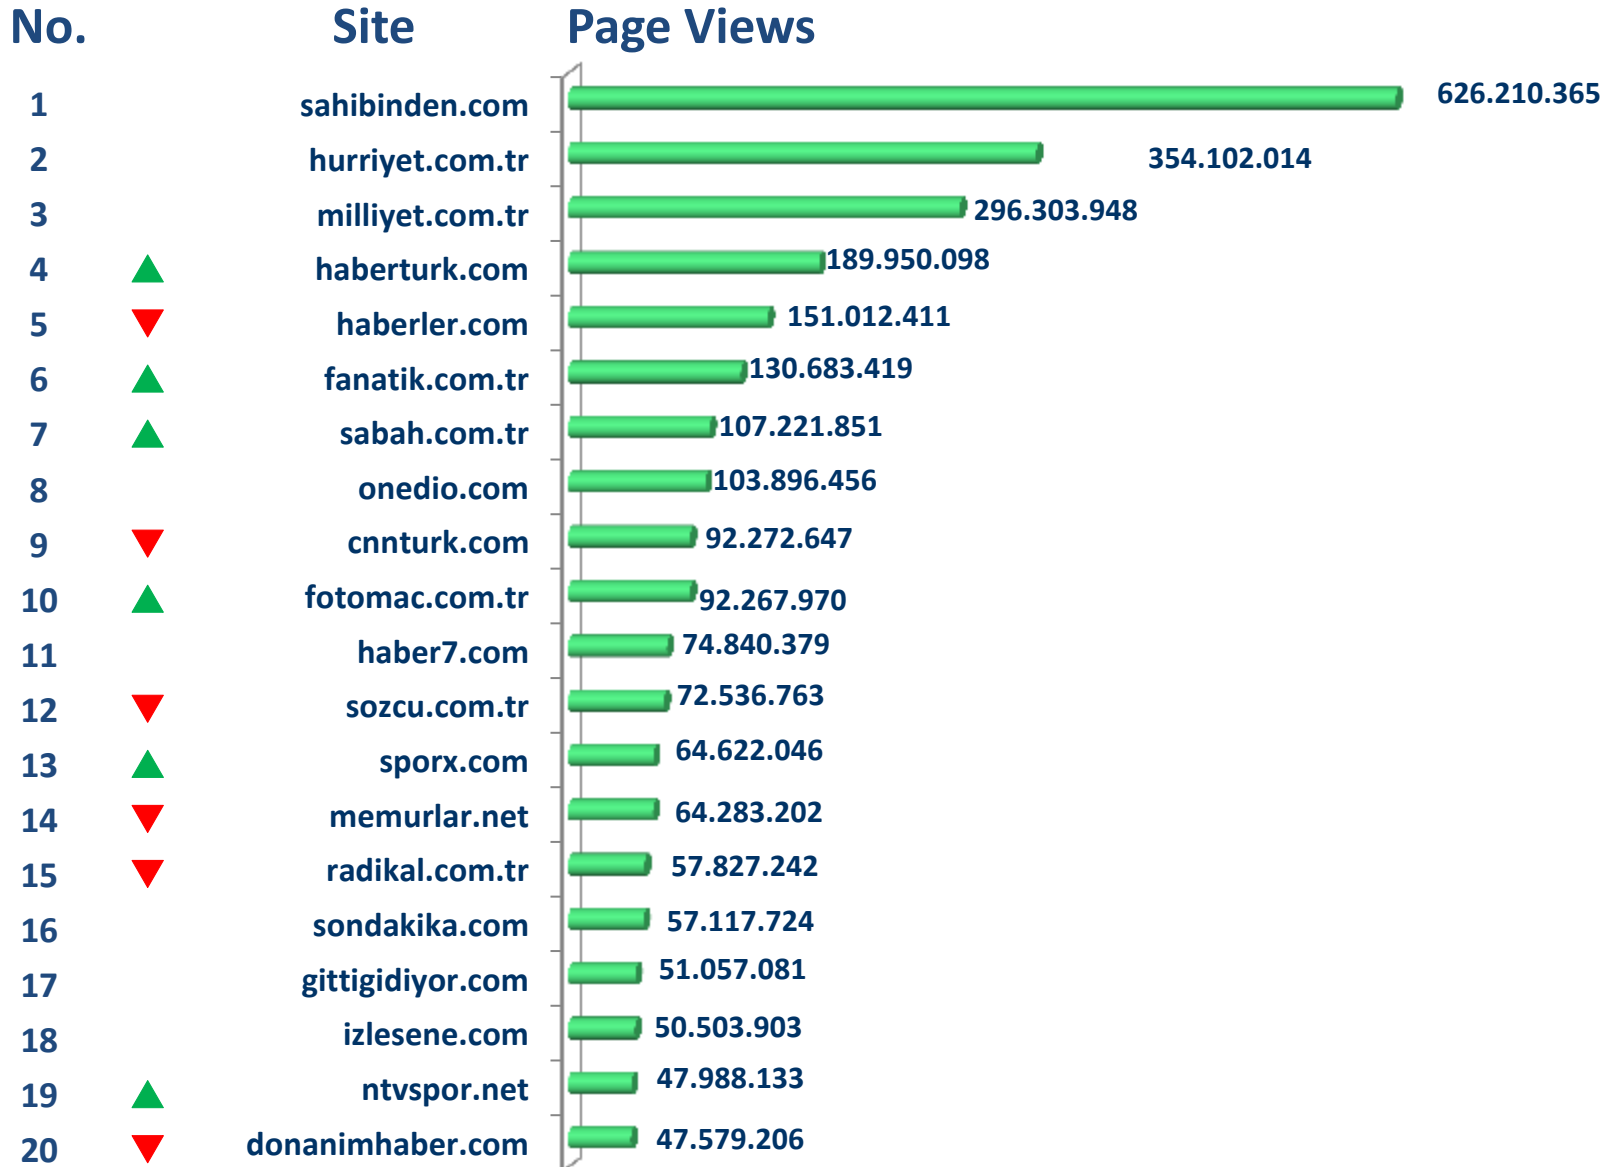 No. Site Page Views
1 sahibinden.com 626.210.365
2 hurriyet.com.tr 354.102.014
3 milliyet.com.tr 296.303.948
4 haberturk.com 189.950.098
5 haberler.com 151.012.411
6 fanatik.com.tr 130.683.419
7 sabah.com.tr 107.221.851
8 onedio.com 103.896.456
9 cnnturk.com 92.272.647
10 fotomac.com.tr 92.267.970
11 haber7.com 74.840.379
12 sozcu.com.tr 72.536.763
13 sporx.com 64.622.046
14 memurlar.net 64.283.202
15 radikal.com.tr 57.827.242
16 sondakika.com 57.117.724
17 gittigidiyor.com 51.057.081
18 izlesene.com 50.503.903
19 ntvspor.net 47.988.133
20 donanimhaber.com 47.579.206